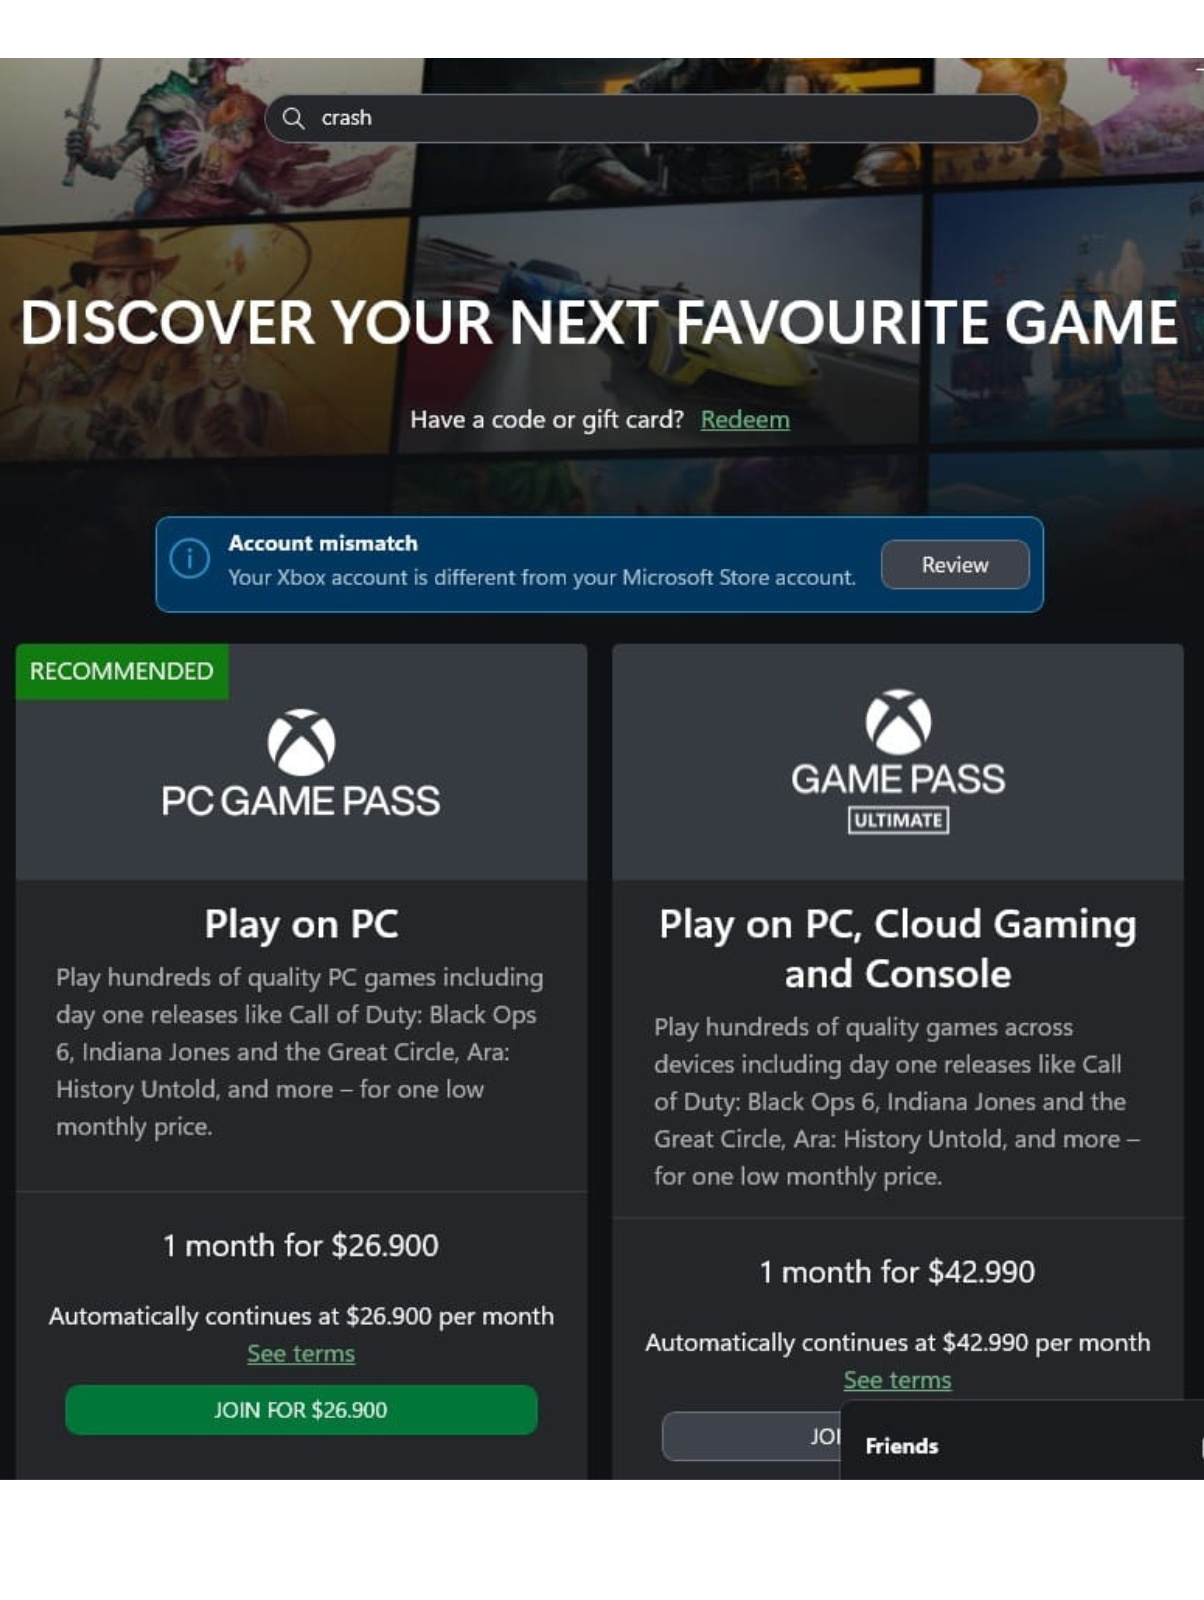 crash
DISCOVER YOUR NEXT FAVOURITE GAME
Have a code or gift card? Redeem
Account mismatch
Your Xbox account is different from your Microsoft Store account.
Review
RECOMMENDED
PC GAME PASS
Play on PC
Play hundreds of quality PC games including
day one releases like Call of Duty: Black Ops
6, Indiana Jones and the Great Circle, Ara:
History Untold, and more – for one low
monthly price.
1 month for $26.900
Automatically continues at $26.900 per month
See terms
JOIN FOR $26.900
GAME PASS
ULTIMATE
Play on PC, Cloud Gaming
and Console
Play hundreds of quality games across
devices including day one releases like Call
of Duty: Black Ops 6, Indiana Jones and the
Great Circle, Ara: History Untold, and more –
for one low monthly price.
1 month for $42.990
Automatically continues at $42.990 per month
See terms
JOI
Friends